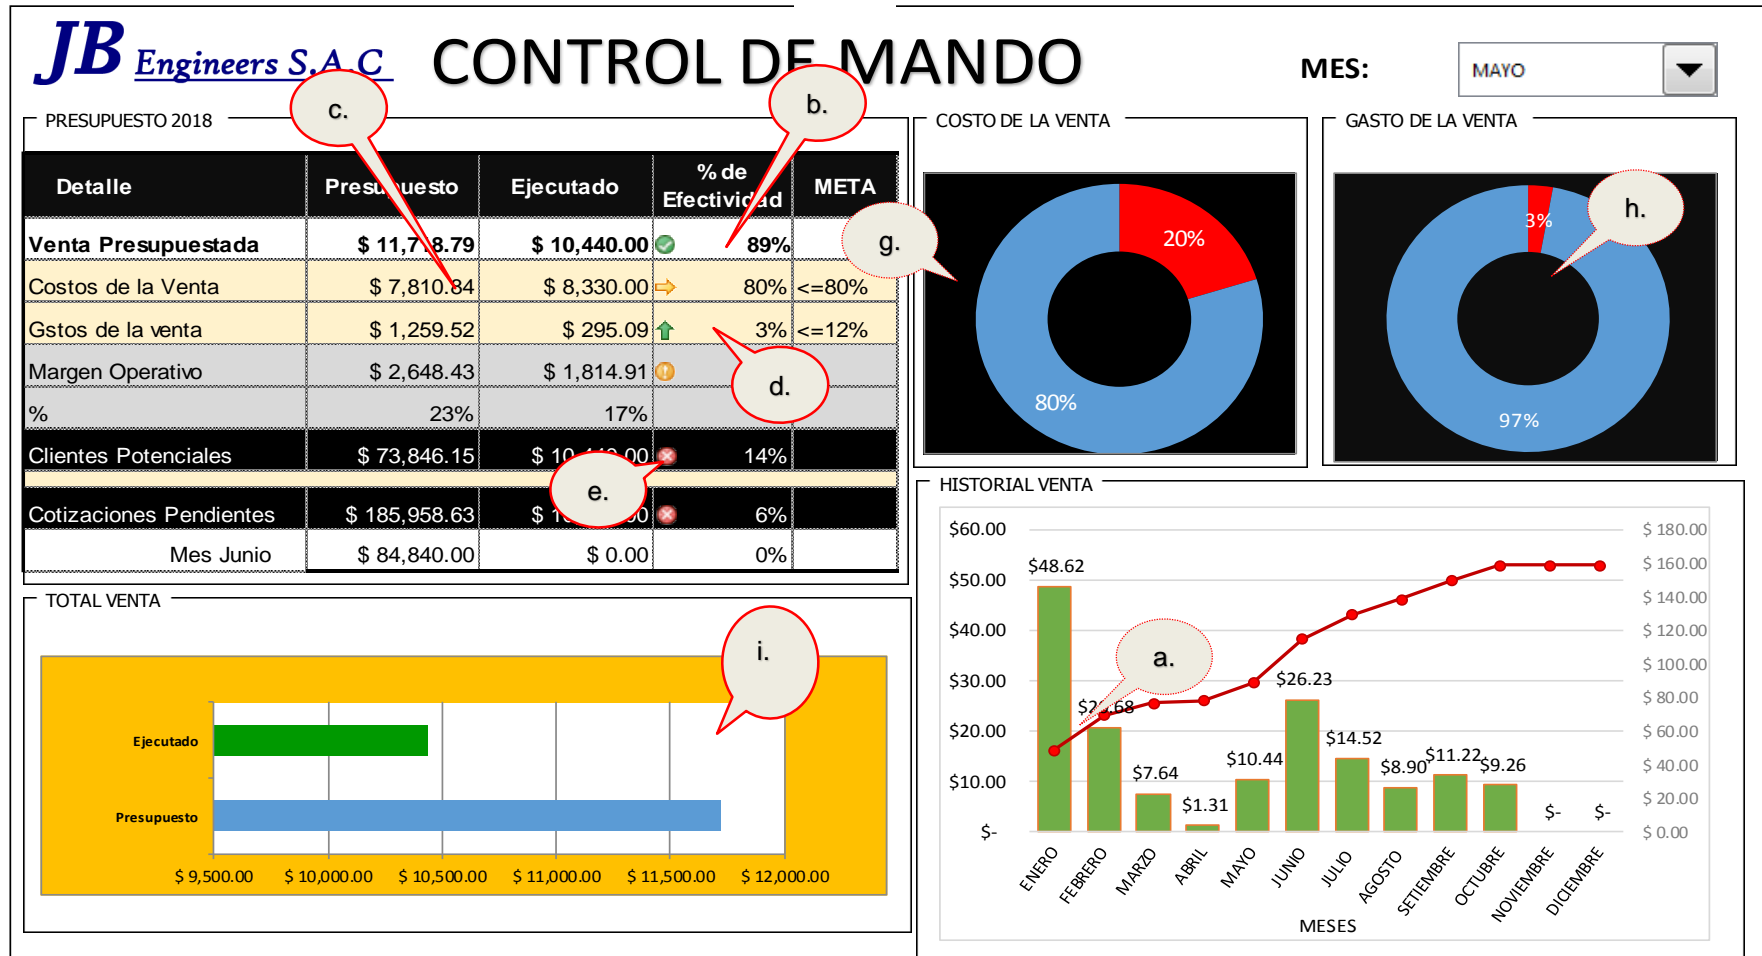 JB Engineers S.A.C
CONTROL DE MANDO
MES:
MAYO
c.
b.
PRESUPUESTO 2018
Detalle
Presupuesto
Ejecutado
% de Efectividad
META
Venta Presupuestada $ 11,718.79 $ 10,440.00 89%
Costos de la Venta $ 7,810.84 $ 8,330.00 80% <=80%
Gstos de la venta $ 1,259.52 $ 295.09 3% <=12%
Margen Operativo $ 2,648.43 $ 1,814.91
% 23% 17%
d.
Clientes Potenciales $ 73,846.15 $ 10,440.00 14%
e.
Cotizaciones Pendientes $ 185,958.63 6%
Mes Junio $ 84,840.00 $ 0.00 0%
COSTO DE LA VENTA
g.
20%
80%
GASTO DE LA VENTA
h.
3%
97%
TOTAL VENTA
i.
Ejecutado
Presupuesto
$ 9,500.00 $ 10,000.00 $ 10,500.00 $ 11,000.00 $ 11,500.00 $ 12,000.00
HISTORIAL VENTA
$60.00
$50.00
$40.00
$30.00
$20.00
$10.00
$-
$ 180.00
$ 160.00
$ 140.00
$ 120.00
$ 100.00
$ 80.00
$ 60.00
$ 40.00
$ 20.00
$ 0.00
a.
$48.62
$20.68
$7.64
$1.31
$10.44
$26.23
$14.52
$8.90
$11.22
$9.26
$-
$-
ENERO
FEBRERO
MARZO
ABRIL
MAYO
JUNIO
JULIO
AGOSTO
SETIEMBRE
OCTUBRE
NOVIEMBRE
DICIEMBRE
MESES